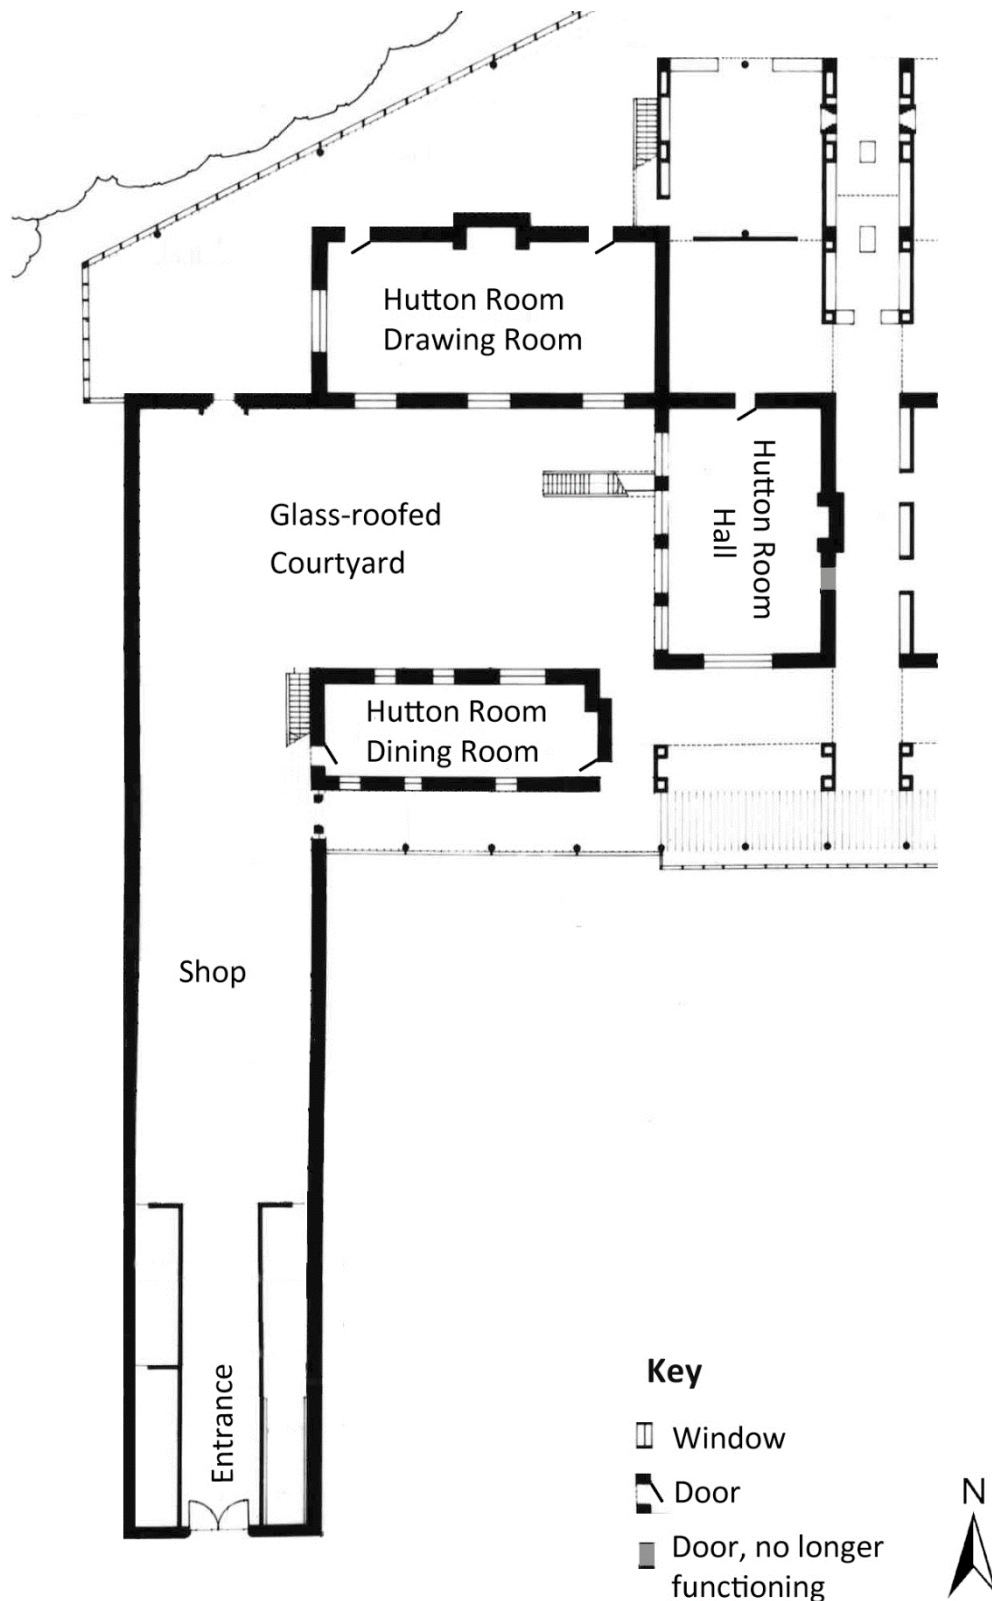 Hutton Room
Drawing Room
Glass-roofed
Courtyard
Hutton Room
Hall
Hutton Room
Dining Room
Shop
Entrance
Key
Window
Door
Door, no longer
functioning
N